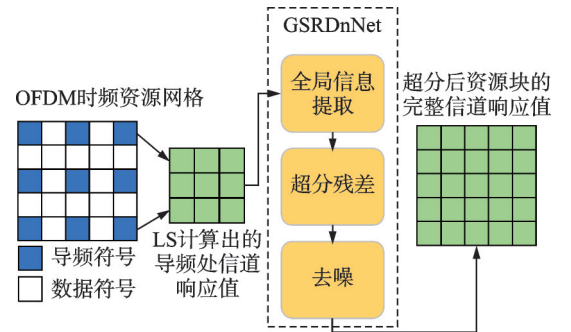 GSRDnNet
OFDM时频资源网格
全局信息
提取
超分后资源块的
完整信道响应值
超分残差
LS计算出的
导频处信道
响应值
导频符号
数据符号
去噪